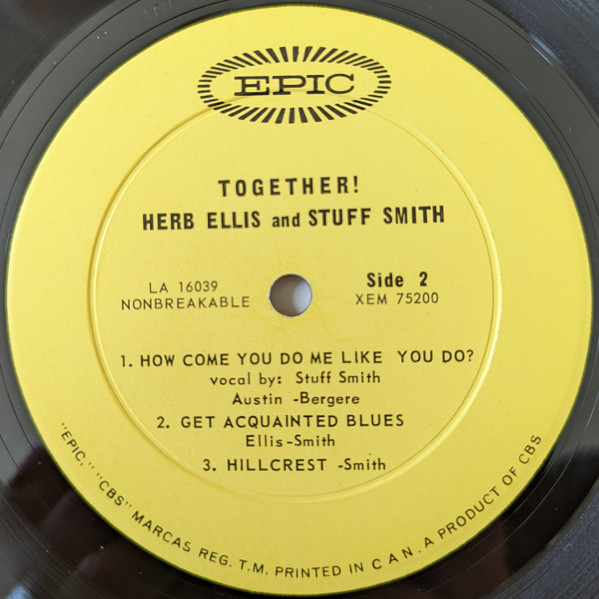 EPIC
TOGETHER!
HERB ELLIS and STUFF SMITH
LA 16039
NONBREAKABLE
Side 2
XEM 75200
1. HOW COME YOU DO ME LIKE YOU DO?
vocal by: Stuff Smith
Austin -Bergere
2. GET ACQUAINTED BLUES
Ellis-Smith
3. HILLCREST -Smith
"EPIC," "CBS" MARCAS REG. T.M. PRINTED IN CAN. A PRODUCT OF CBS